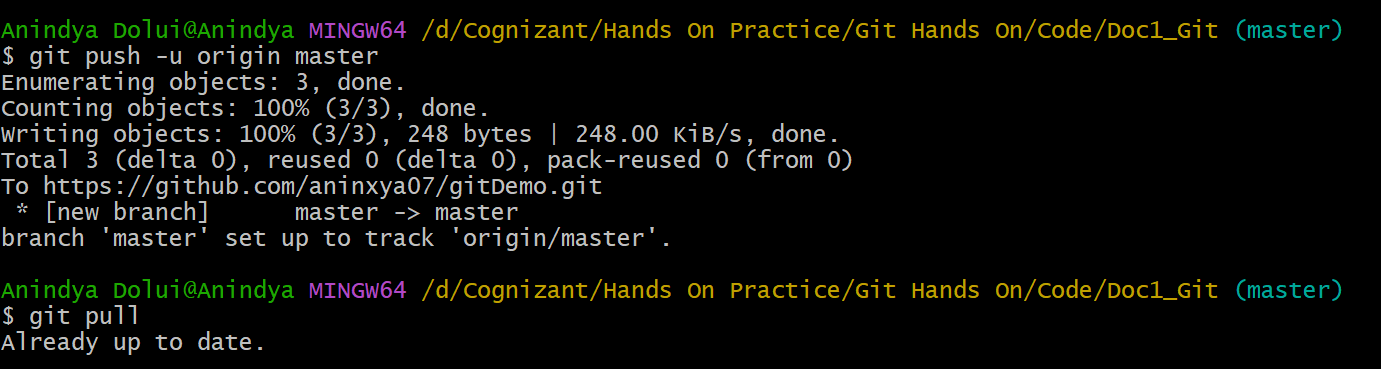 Anindya Dolui@Anindya MINGW64 /d/Cognizant/Hands On Practice/Git Hands On/Code/Doc1_Git (master)
$ git push -u origin master
Enumerating objects: 3, done.
Counting objects: 100% (3/3), done.
Writing objects: 100% (3/3), 248 bytes | 248.00 KiB/s, done.
Total 3 (delta 0), reused 0 (delta 0), pack-reused 0 (from 0)
To https://github.com/aninxya07/gitDemo.git
 * [new branch]      master -> master
branch 'master' set up to track 'origin/master'.

Anindya Dolui@Anindya MINGW64 /d/Cognizant/Hands On Practice/Git Hands On/Code/Doc1_Git (master)
$ git pull
Already up to date.